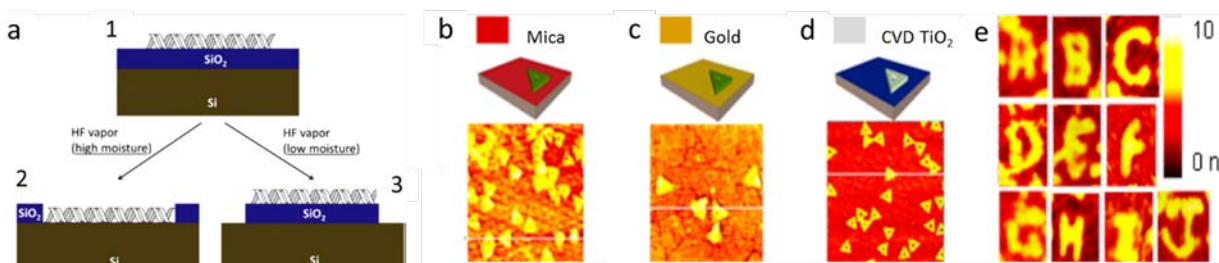 a
1
SiO₂
Si
HF vapor
(high moisture)
HF vapor
(low moisture)
2
3
SiO₂
SiO₂
Si
Si
b
Mica
c
Gold
d
CVD TiO₂
e
A B C
D E F
G H I J
10
0 n